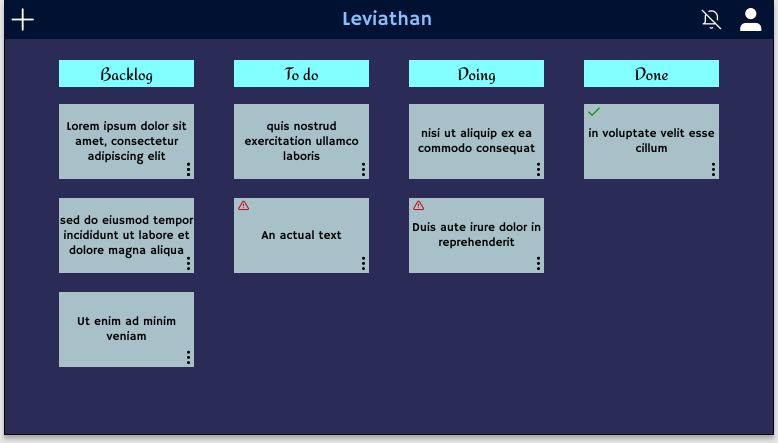 Leviathan
Backlog
To do
Doing
Done
Lorem ipsum dolor sit
amet, consectetur
adipiscing elit
quis nostrud
exercitation ullamco
laboris
nisi ut aliquip ex ea
commodo consequat
in voluptate velit esse
cillum
sed do eiusmod tempor
incididunt ut labore et
dolore magna aliqua
An actual text
Duis aute irure dolor in
reprehenderit
Ut enim ad minim
veniam